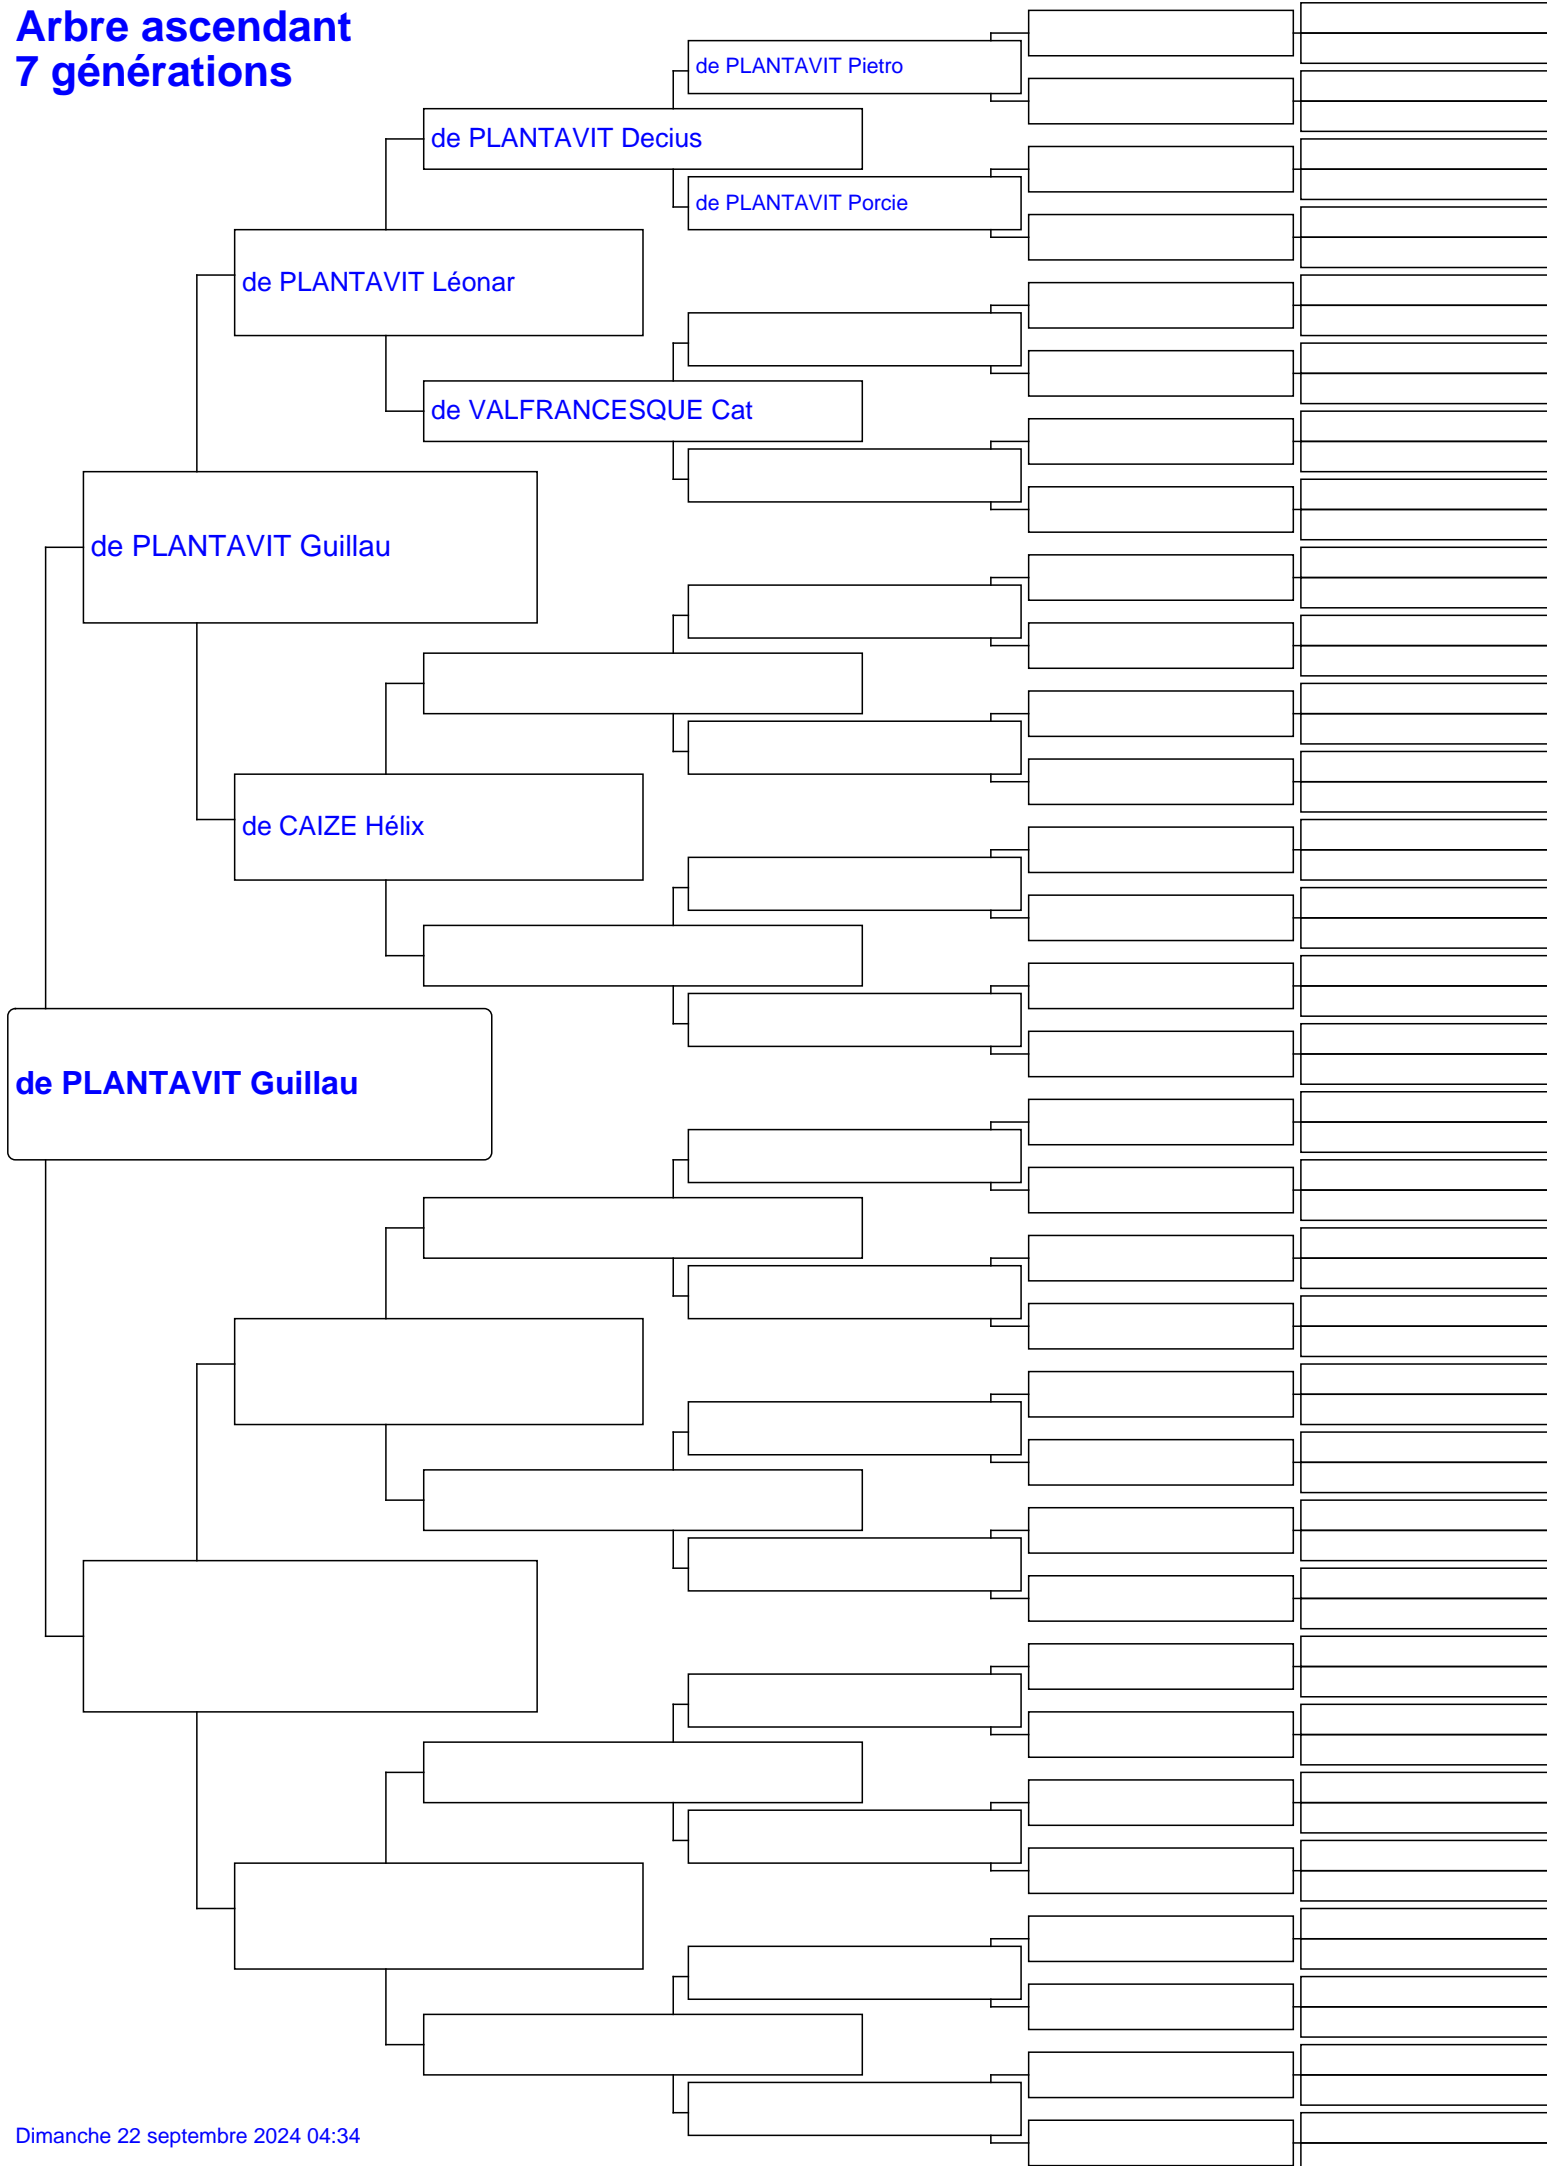 Arbre ascendant
7 générations
de PLANTAVIT Pietro
de PLANTAVIT Decius
de PLANTAVIT Porcie
de PLANTAVIT Léonar
de VALFRANCESQUE Cat
de PLANTAVIT Guillau
de CAIZE Hélix
de PLANTAVIT Guillau
Dimanche 22 septembre 2024 04:34